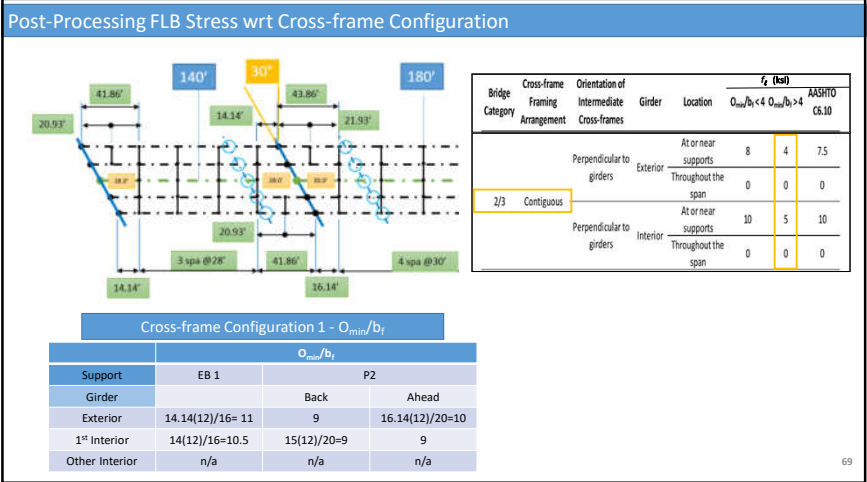 Post-Processing FLB Stress wrt Cross-frame Configuration
140'
30°
180'
41.86'
43.86'
20.93'
14.14'
21.93'
28.0'
30.0'
20.93'
3 spa @28'
41.86'
4 spa @30'
14.14'
16.14'
Bridge Category
Cross-frame Framing Arrangement
Orientation of Intermediate Cross-frames
Girder
Location
fℓ (ksi)
Omin/bf<4 Omin/bf>4
AASHTO C6.10
2/3 Contiguous
Perpendicular to girders
Exterior
At or near supports 8 4 7.5
Throughout the span 0 0 0
Perpendicular to girders
Interior
At or near supports 10 5 10
Throughout the span 0 0 0
Cross-frame Configuration 1 - Omin/bf
Omin/bf
Support EB 1 P2
Girder Back Ahead
Exterior 14.14(12)/16= 11 9 16.14(12)/20=10
1st Interior 14(12)/16=10.5 15(12)/20=9 9
Other Interior n/a n/a n/a
69